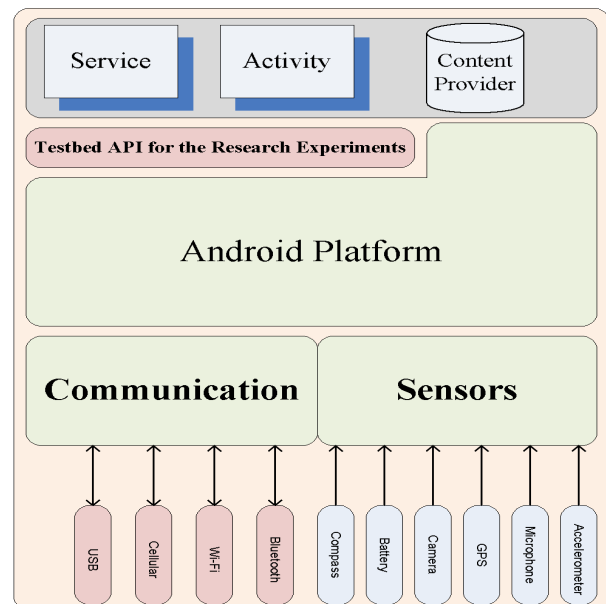 Service
Activity
Content
Provider
Testbed API for the Research Experiments
Android Platform
Communication
Sensors
USB
Cellular
Wi-Fi
Bluetooth
Compass
Battery
Camera
GPS
Microphone
Accelerometer